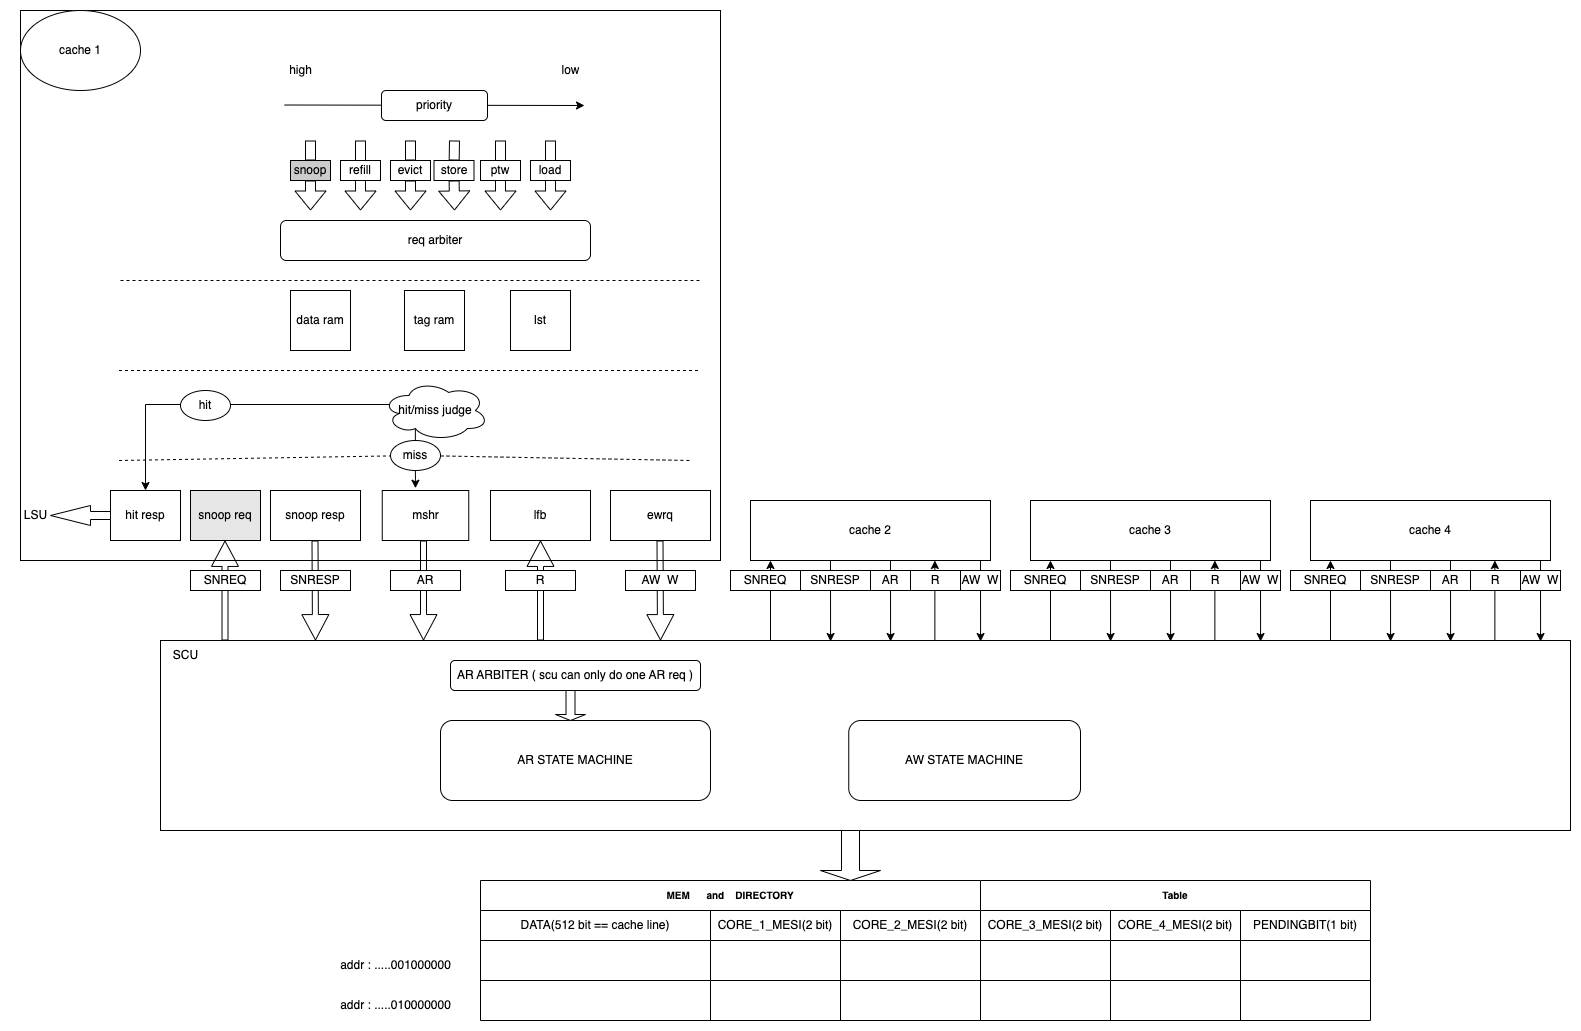 cache 1
high
low
priority
snoop
refill
evict
store
ptw
load
req arbiter
data ram
tag ram
lst
hit
hit/miss judge
miss
LSU
hit resp
snoop req
snoop resp
mshr
lfb
ewrq
cache 2
cache 3
cache 4
SNREQ
SNRESP
AR
R
AW W
SNREQ
SNRESP
AR
R
AW W
SNREQ
SNRESP
AR
R
AW W
SNREQ
SNRESP
AR
R
AW W
SCU
AR ARBITER ( scu can only do one AR req )
AR STATE MACHINE
AW STATE MACHINE
MEM and DIRECTORY
Table
DATA(512 bit == cache line)
CORE_1_MESI(2 bit)
CORE_2_MESI(2 bit)
CORE_3_MESI(2 bit)
CORE_4_MESI(2 bit)
PENDINGBIT(1 bit)
addr : .....001000000
addr : .....010000000